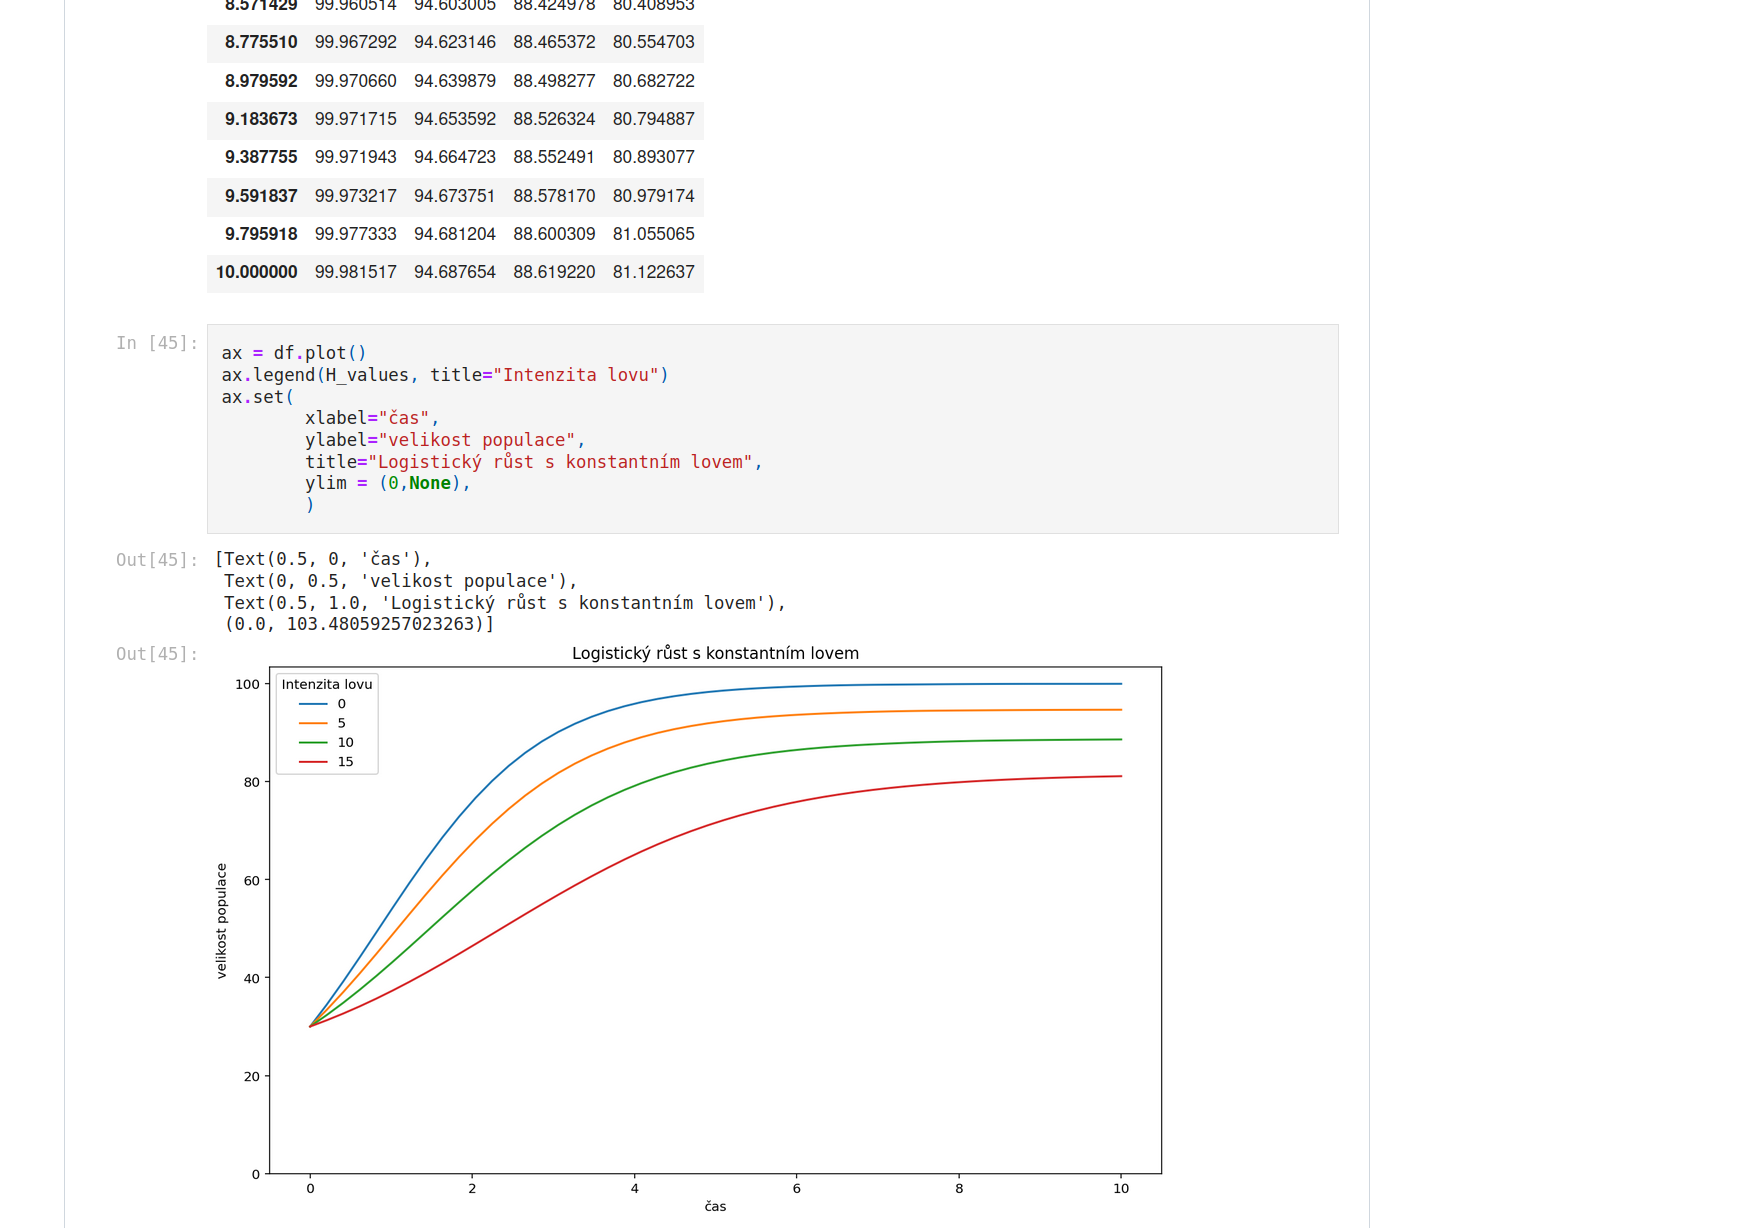 8.571429 99.960514 94.603005 88.424978 80.408953
8.775510 99.967292 94.623146 88.465372 80.554703
8.979592 99.970660 94.639879 88.498277 80.682722
9.183673 99.971715 94.653592 88.526324 80.794887
9.387755 99.971943 94.664723 88.552491 80.893077
9.591837 99.973217 94.673751 88.578170 80.979174
9.795918 99.977333 94.681204 88.600309 81.055065
10.000000 99.981517 94.687654 88.619220 81.122637
In [45]:
ax = df.plot()
ax.legend(H_values, title="Intenzita lovu")
ax.set(
xlabel="čas",
ylabel="velikost populace",
title="Logistický růst s konstantním lovem",
ylim = (0,None),
)
Out[45]:
[Text(0.5, 0, 'čas'),
Text(0, 0.5, 'velikost populace'),
Text(0.5, 1.0, 'Logistický růst s konstantním lovem'),
(0.0, 103.48059257023263)]
Out[45]:
Logistický růst s konstantním lovem
Intenzita lovu
0
5
10
15
100
80
60
40
20
0
velikost populace
0 2 4 6 8 10
čas